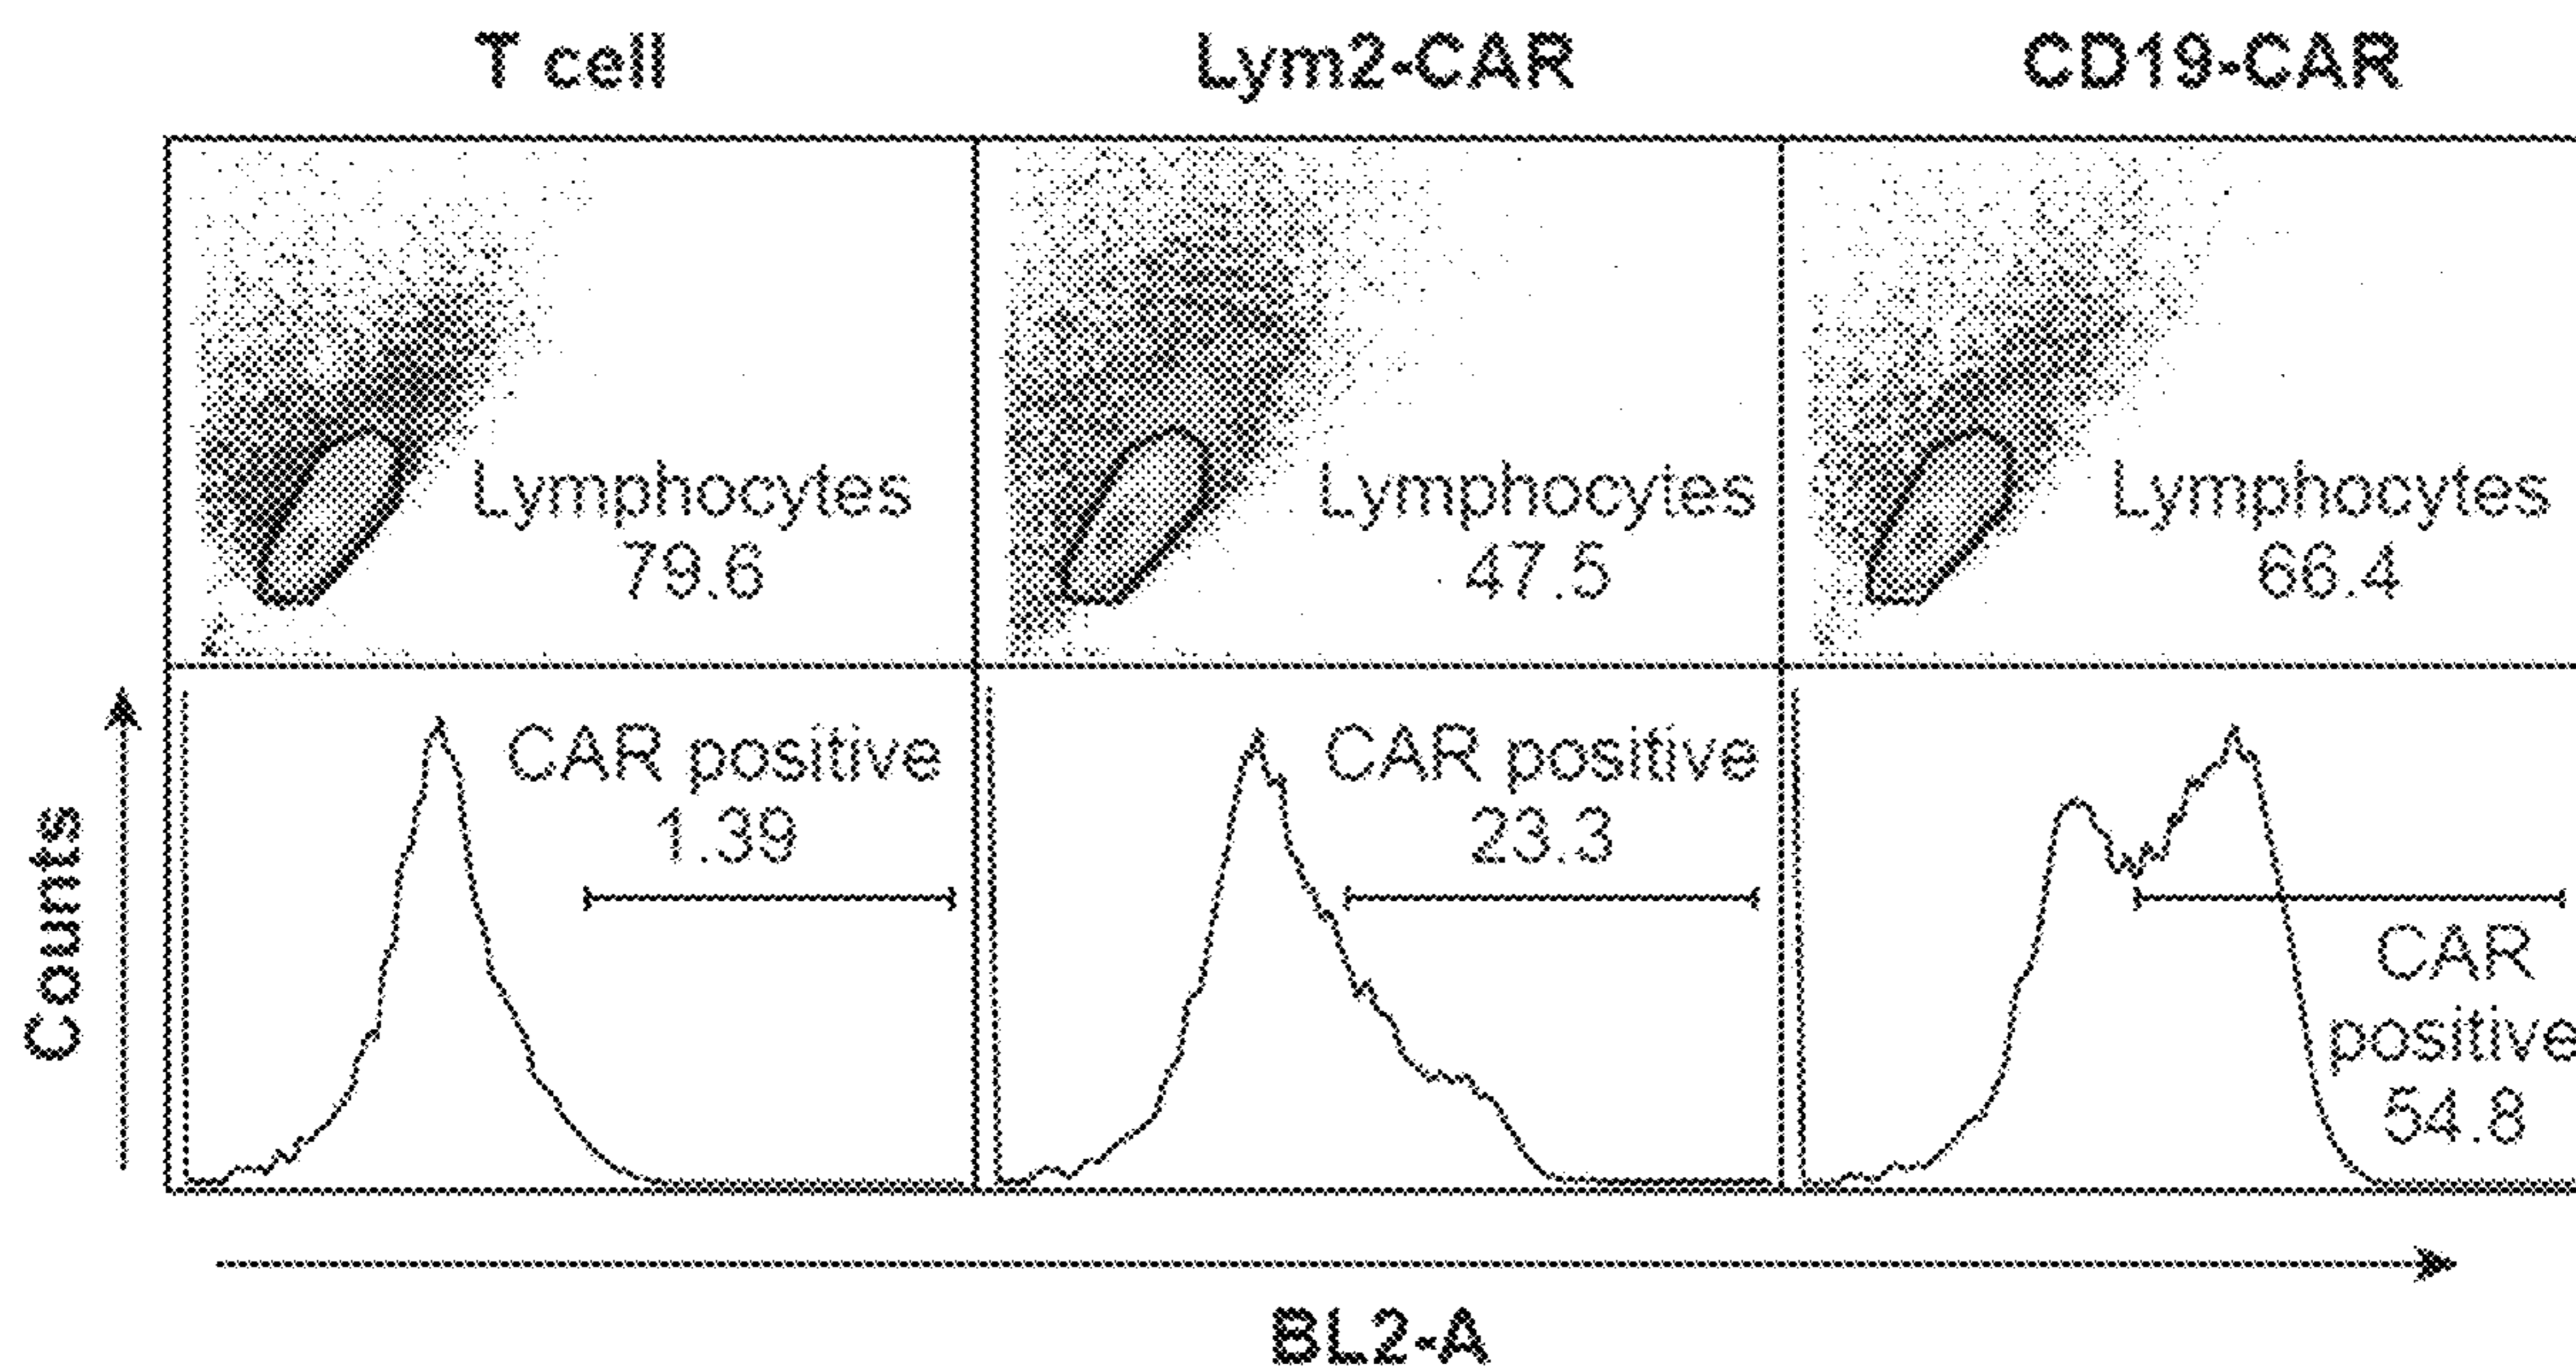 T cell
Lym2-CAR
CD19-CAR
Lymphocytes
79.6
Lymphocytes
47.5
Lymphocytes
66.4
Counts
CAR positive
1.39
CAR positive
23.3
CAR
positive
54.8
BL2-A